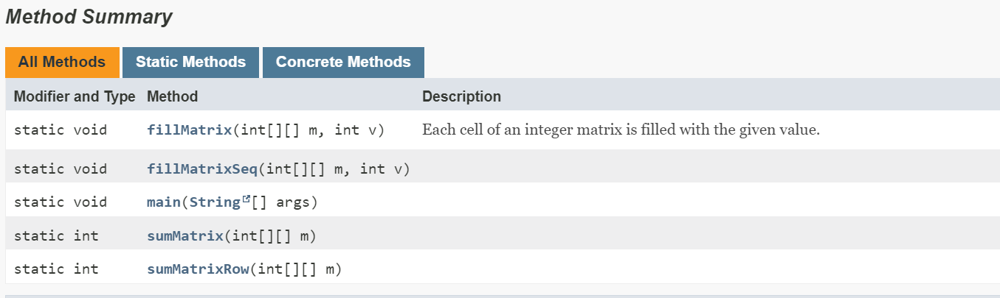 Method Summary
All Methods Static Methods Concrete Methods
Modifier and Type Method Description
static void fillMatrix(int[][] m, int v) Each cell of an integer matrix is filled with the given value.
static void fillMatrixSeq(int[][] m, int v)
static void main(String[] args)
static int sumMatrix(int[][] m)
static int sumMatrixRow(int[][] m)